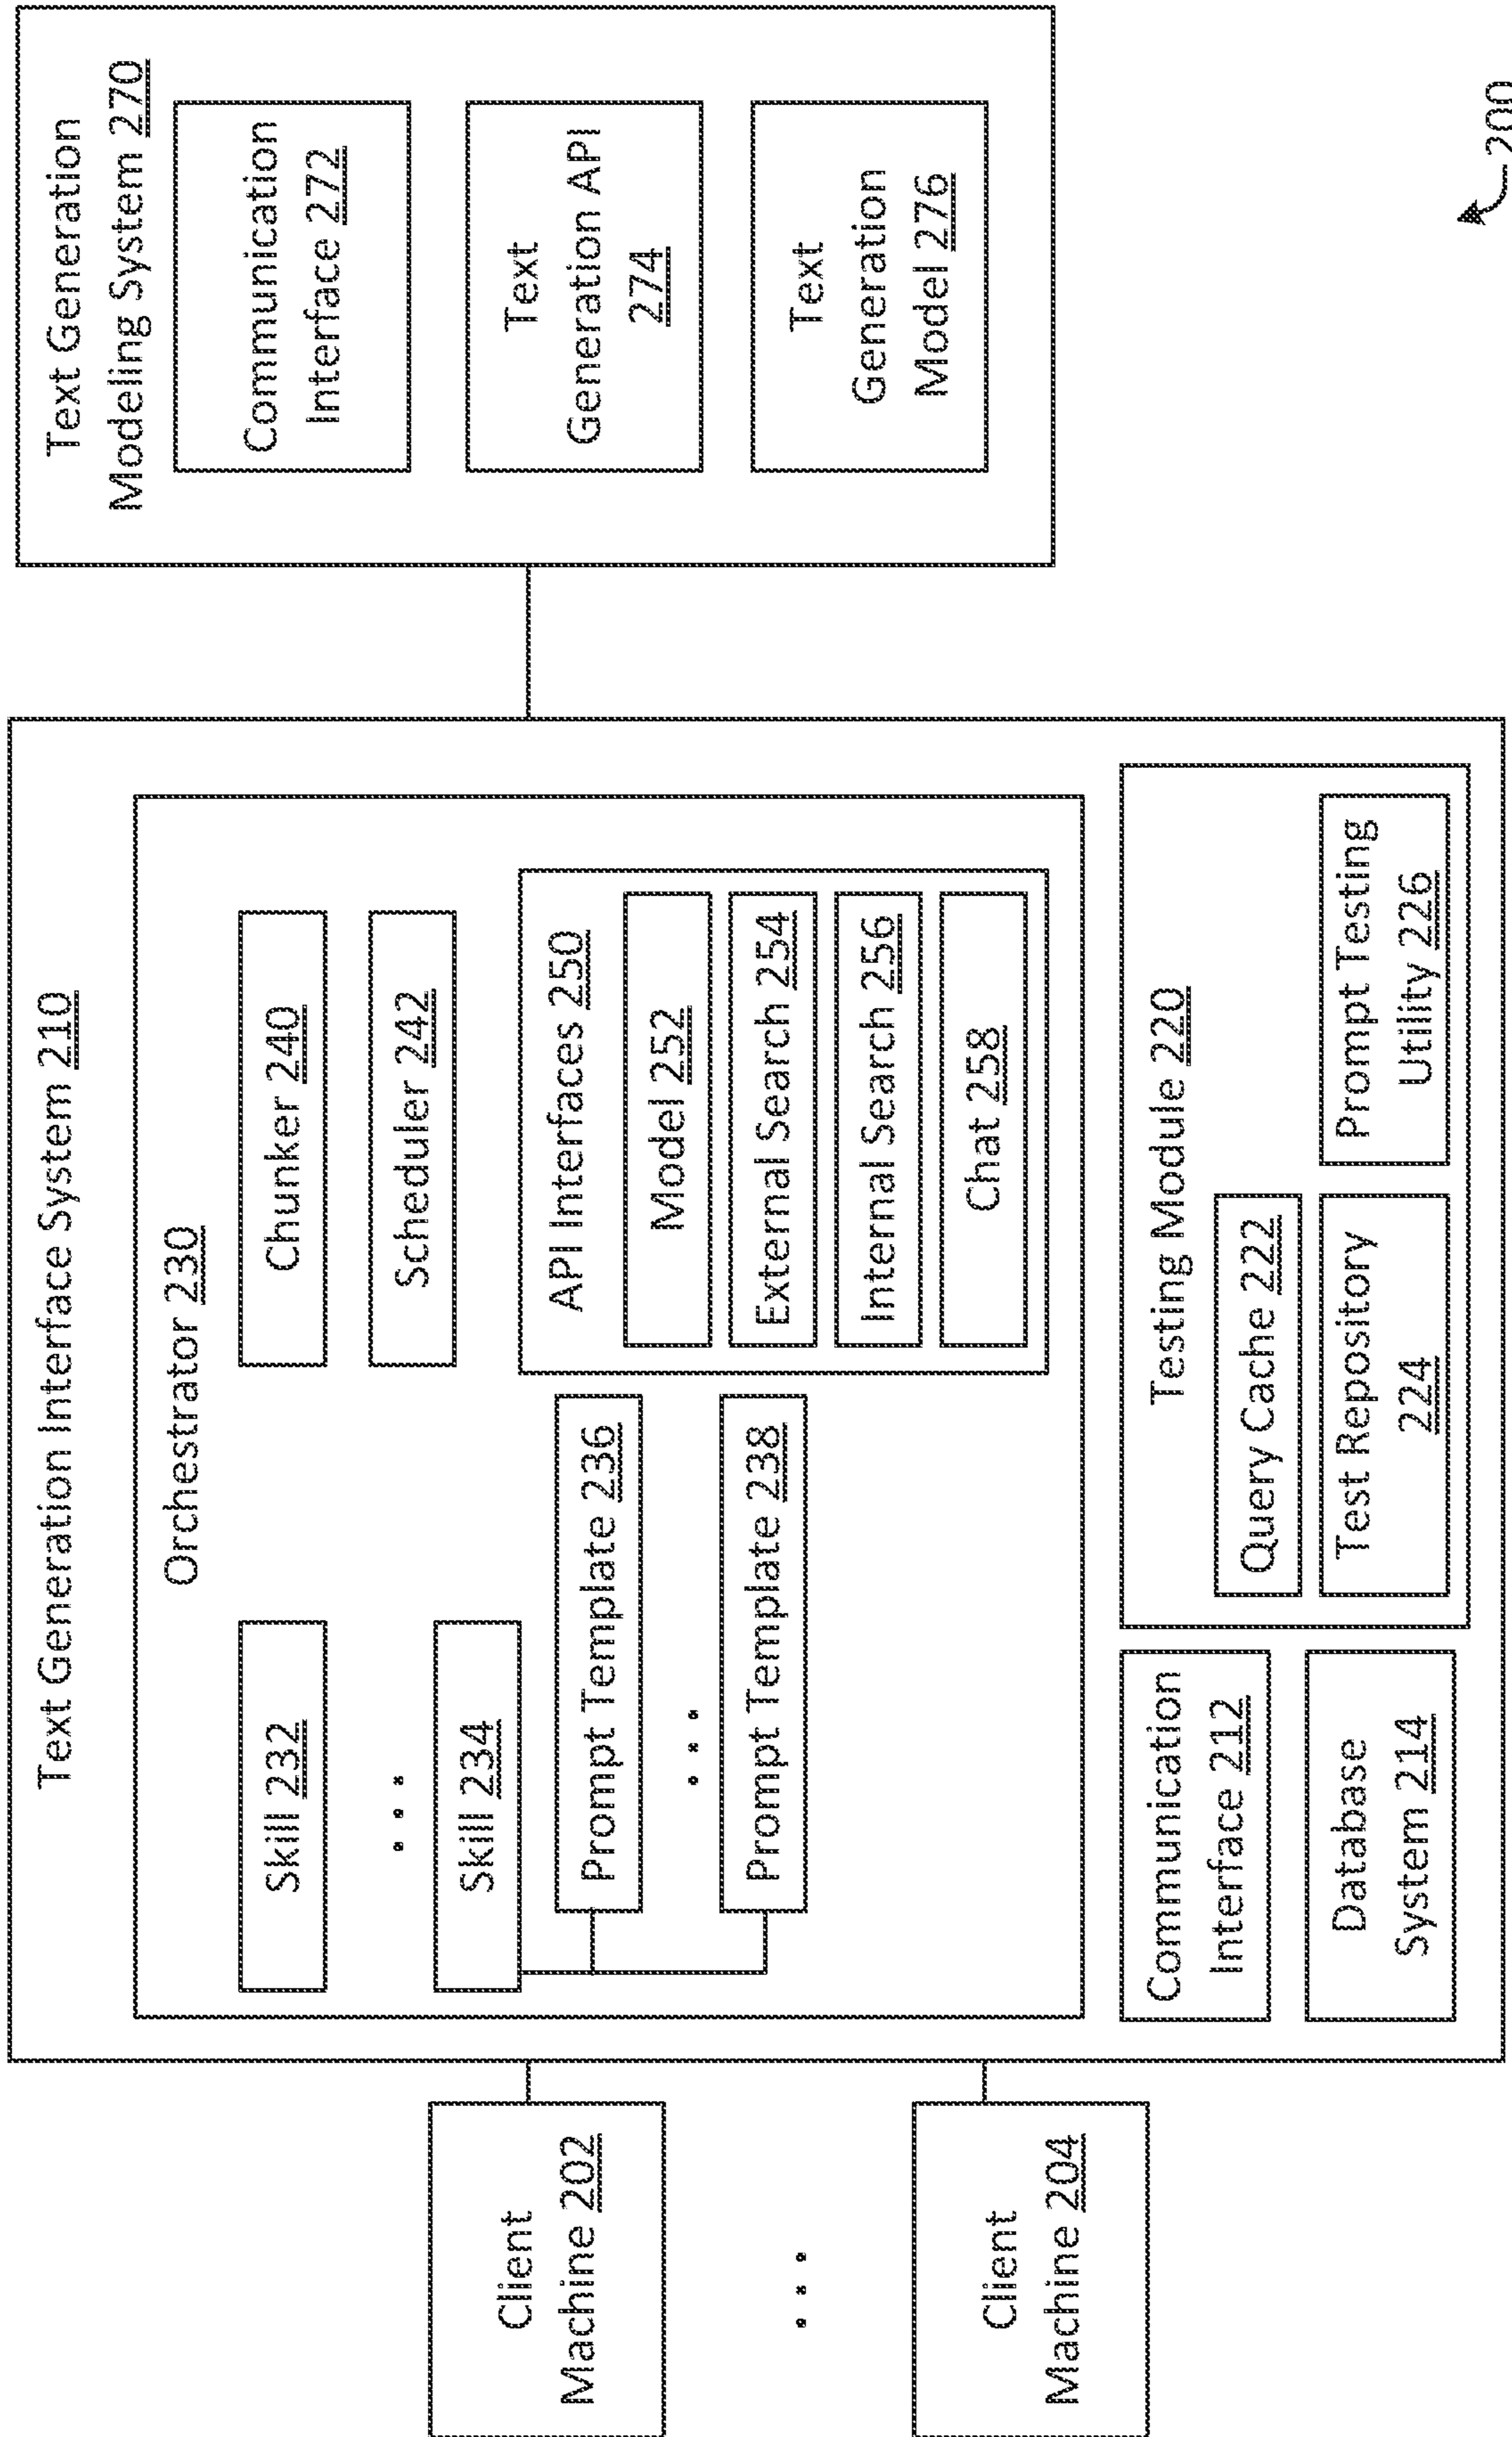 Client
Machine 202
Client
Machine 204
Text Generation Interface System 210
Orchestrator 230
Skill 232
Skill 234
Prompt Template 236
Prompt Template 238
Chunker 240
Scheduler 242
API Interfaces 250
Model 252
External Search 254
Internal Search 256
Chat 258
Communication
Interface 212
Database
System 214
Testing Module 220
Query Cache 222
Test Repository
224
Prompt Testing
Utility 226
Text Generation
Modeling System 270
Communication
Interface 272
Text
Generation API
274
Text
Generation
Model 276
200